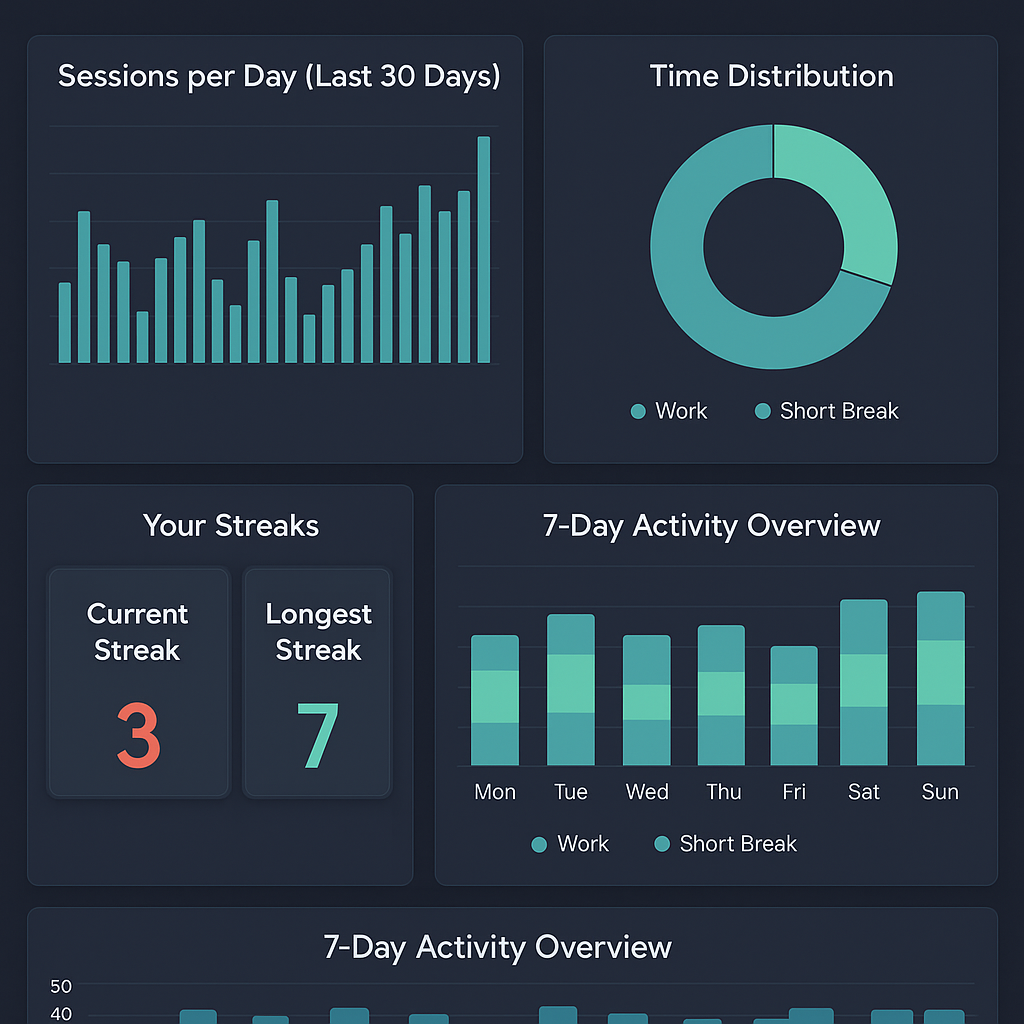 Sessions per Day (Last 30 Days)
Time Distribution
Work
Short Break
Your Streaks
Current
Streak
3
Longest
Streak
7
7-Day Activity Overview
Mon
Tue
Wed
Thu
Fri
Sat
Sun
Work
Short Break
7-Day Activity Overview
50
40